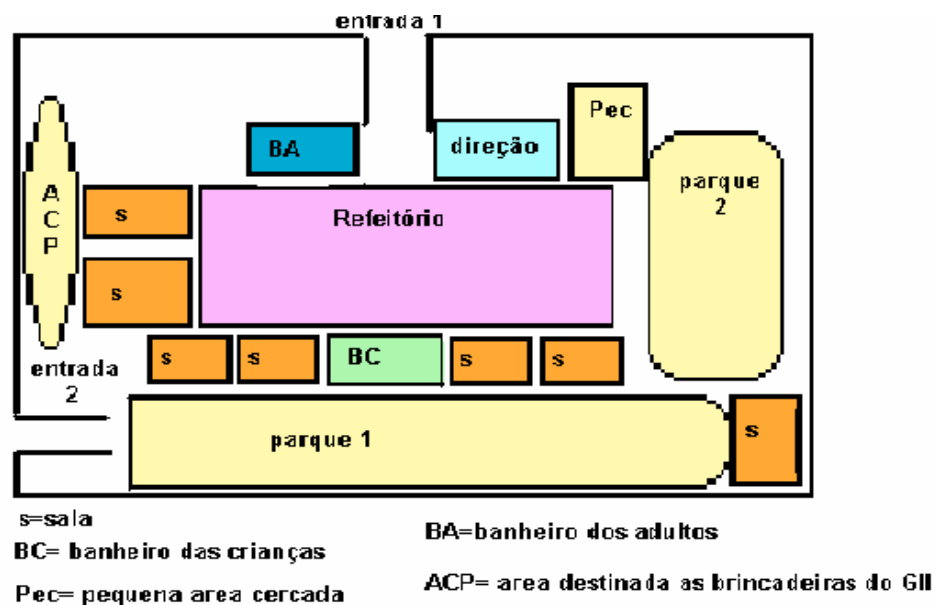 entrada 1
Pec
BA
direção
parque
2
A
C
P
s
Refeitório
s
s
s
BC
s
s
entrada
2
parque 1
s
s=sala
BC= banheiro das crianças
Pec= pequena area cercada
BA=banheiro dos adultos
ACP= area destinada as brincadeiras do GII